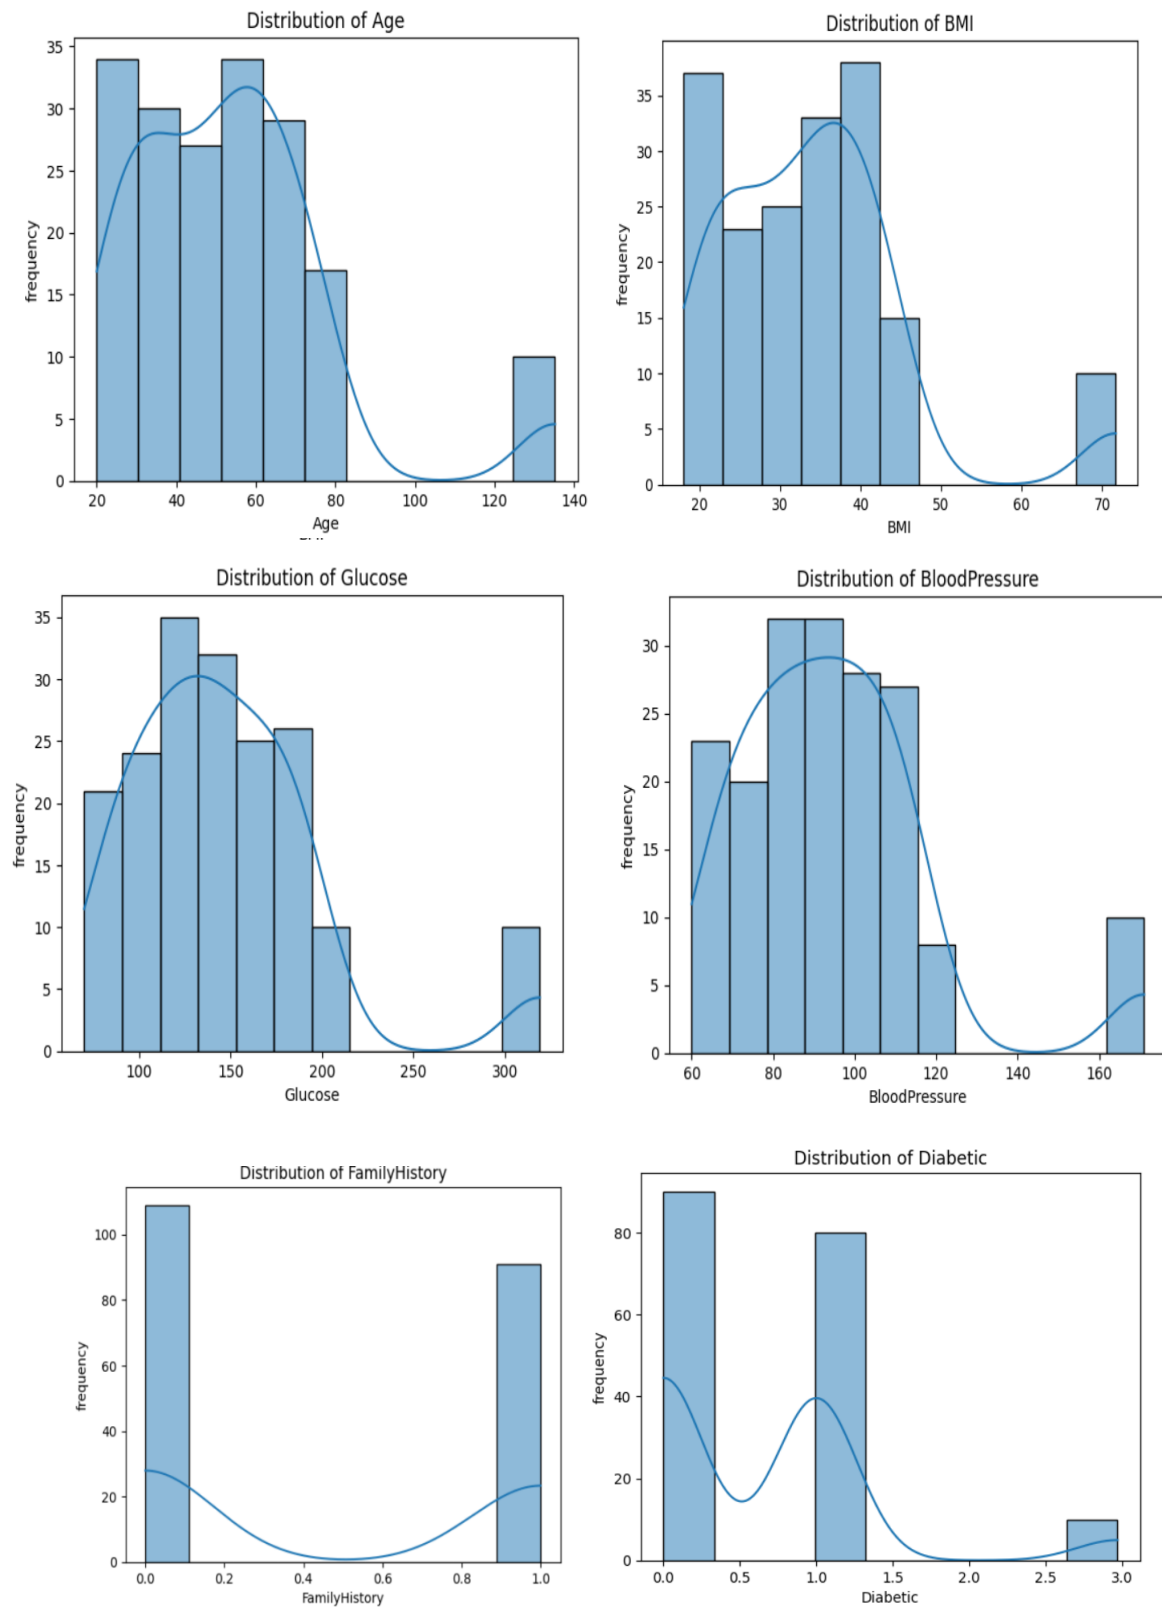 Distribution of Age
35
30
25
20
15
10
5
0
frequency
20 40 60 80 100 120 140
Age
Distribution of BMI
35
30
25
20
15
10
5
0
frequency
20 30 40 50 60 70
BMI
Distribution of Glucose
35
30
25
20
15
10
5
0
frequency
100 150 200 250 300
Glucose
Distribution of BloodPressure
30
25
20
15
10
5
0
frequency
60 80 100 120 140 160
BloodPressure
Distribution of FamilyHistory
100
80
60
40
20
0
frequency
0.0 0.2 0.4 0.6 0.8 1.0
FamilyHistory
Distribution of Diabetic
80
60
40
20
0
frequency
0.0 0.5 1.0 1.5 2.0 2.5 3.0
Diabetic